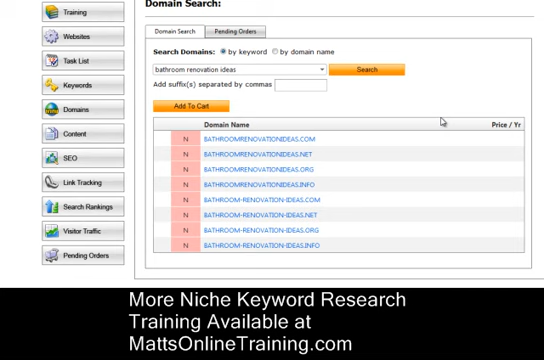 Domain Search:
Training
Websites
Task List
Keywords
Domains
Content
SEO
Link Tracking
Search Rankings
Visitor Traffic
Pending Orders
Domain Search
Pending Orders
Search Domains: by keyword by domain name
bathroom renovation ideas
Search
Add suffix(s) separated by commas
Add To Cart
Domain Name Price / Yr
N BATHROOMRENOVATIONIDEAS.COM
N BATHROOMRENOVATIONIDEAS.NET
N BATHROOMRENOVATIONIDEAS.ORG
N BATHROOMRENOVATIONIDEAS.INFO
N BATHROOM-RENOVATION-IDEAS.COM
N BATHROOM-RENOVATION-IDEAS.NET
N BATHROOM-RENOVATION-IDEAS.ORG
N BATHROOM-RENOVATION-IDEAS.INFO
More Niche Keyword Research
Training Available at
MattsOnlineTraining.com